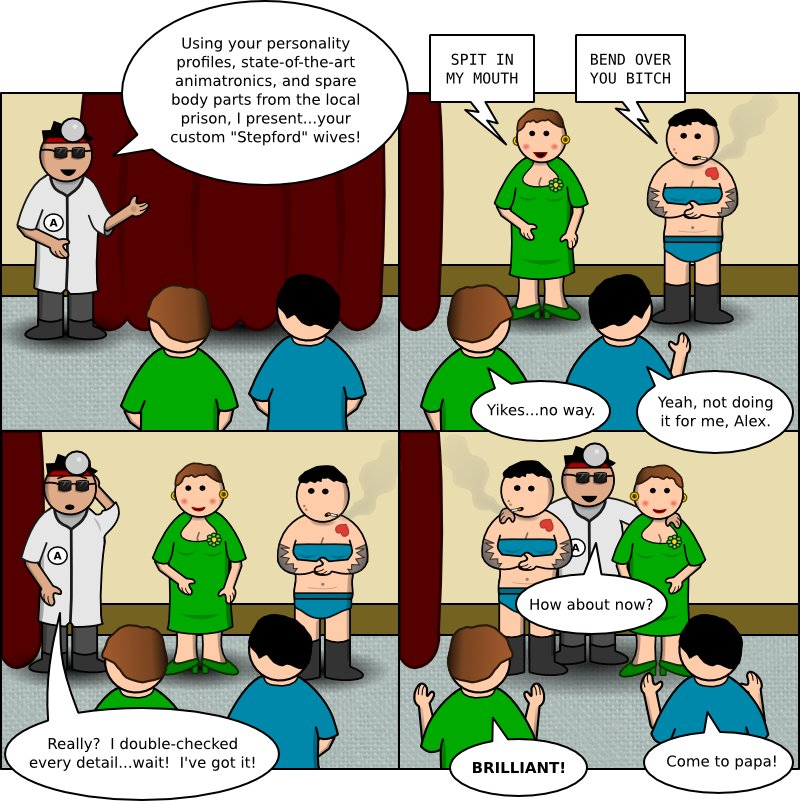 Using your personality
profiles, state-of-the-art
animatronics, and spare
body parts from the local
prison, I present...your
custom "Stepford" wives!
A
SPIT IN
MY MOUTH
BEND OVER
YOU BITCH
Yikes...no way.
Yeah, not doing
it for me, Alex.
A
Really?  I double-checked
every detail...wait!  I've got it!
A
How about now?
BRILLIANT!
Come to papa!